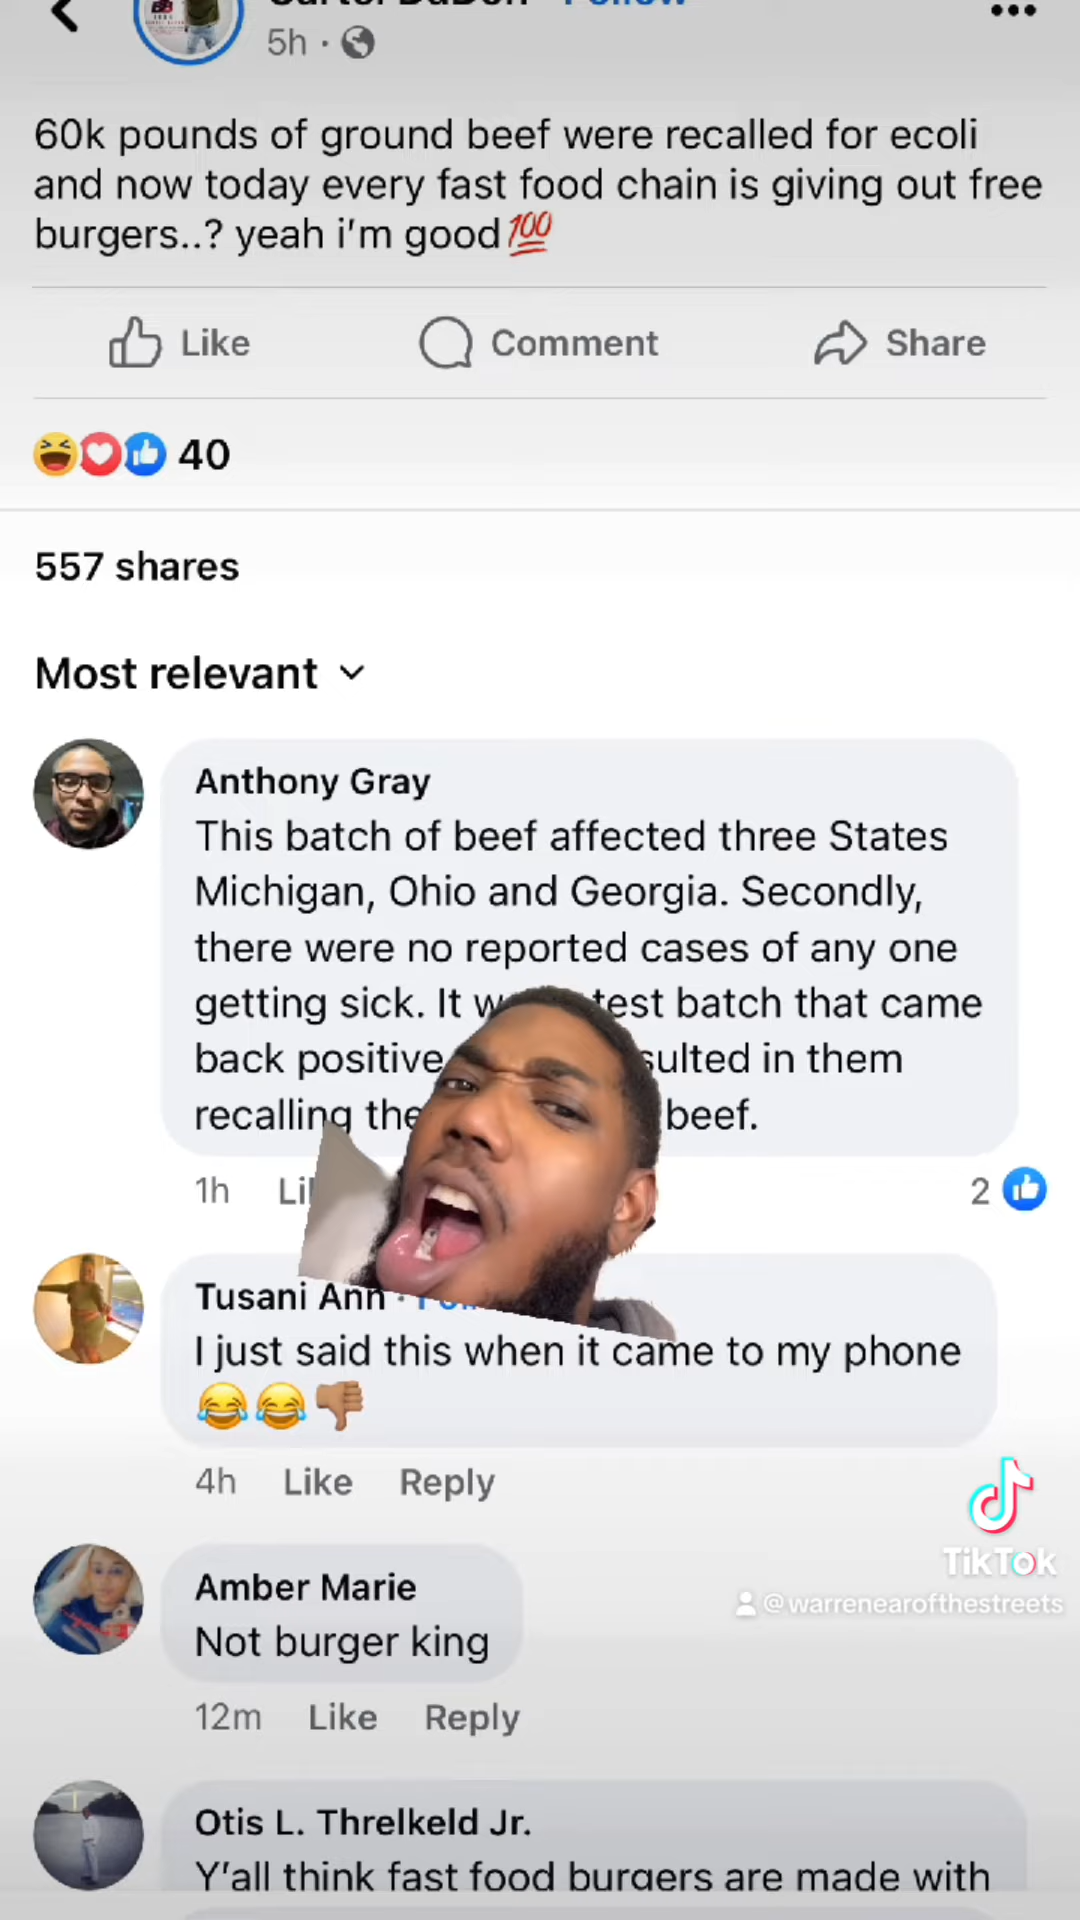 5h ·
60k pounds of ground beef were recalled for ecoli
and now today every fast food chain is giving out free
burgers..? yeah i'm good💯
Like
Comment
Share
40
557 shares
Most relevant
Anthony Gray
This batch of beef affected three States
Michigan, Ohio and Georgia. Secondly,
there were no reported cases of any one
getting sick. It test batch that came
back positive in them
recalling beef.
1h
2
Tusani Ann ·
I just said this when it came to my phone
😂😂👎🏽
4h Like Reply
TikTok
@warrenearofthestreets
Amber Marie
Not burger king
12m Like Reply
Otis L. Threlkeld Jr.
Y'all think fast food burgers are made with